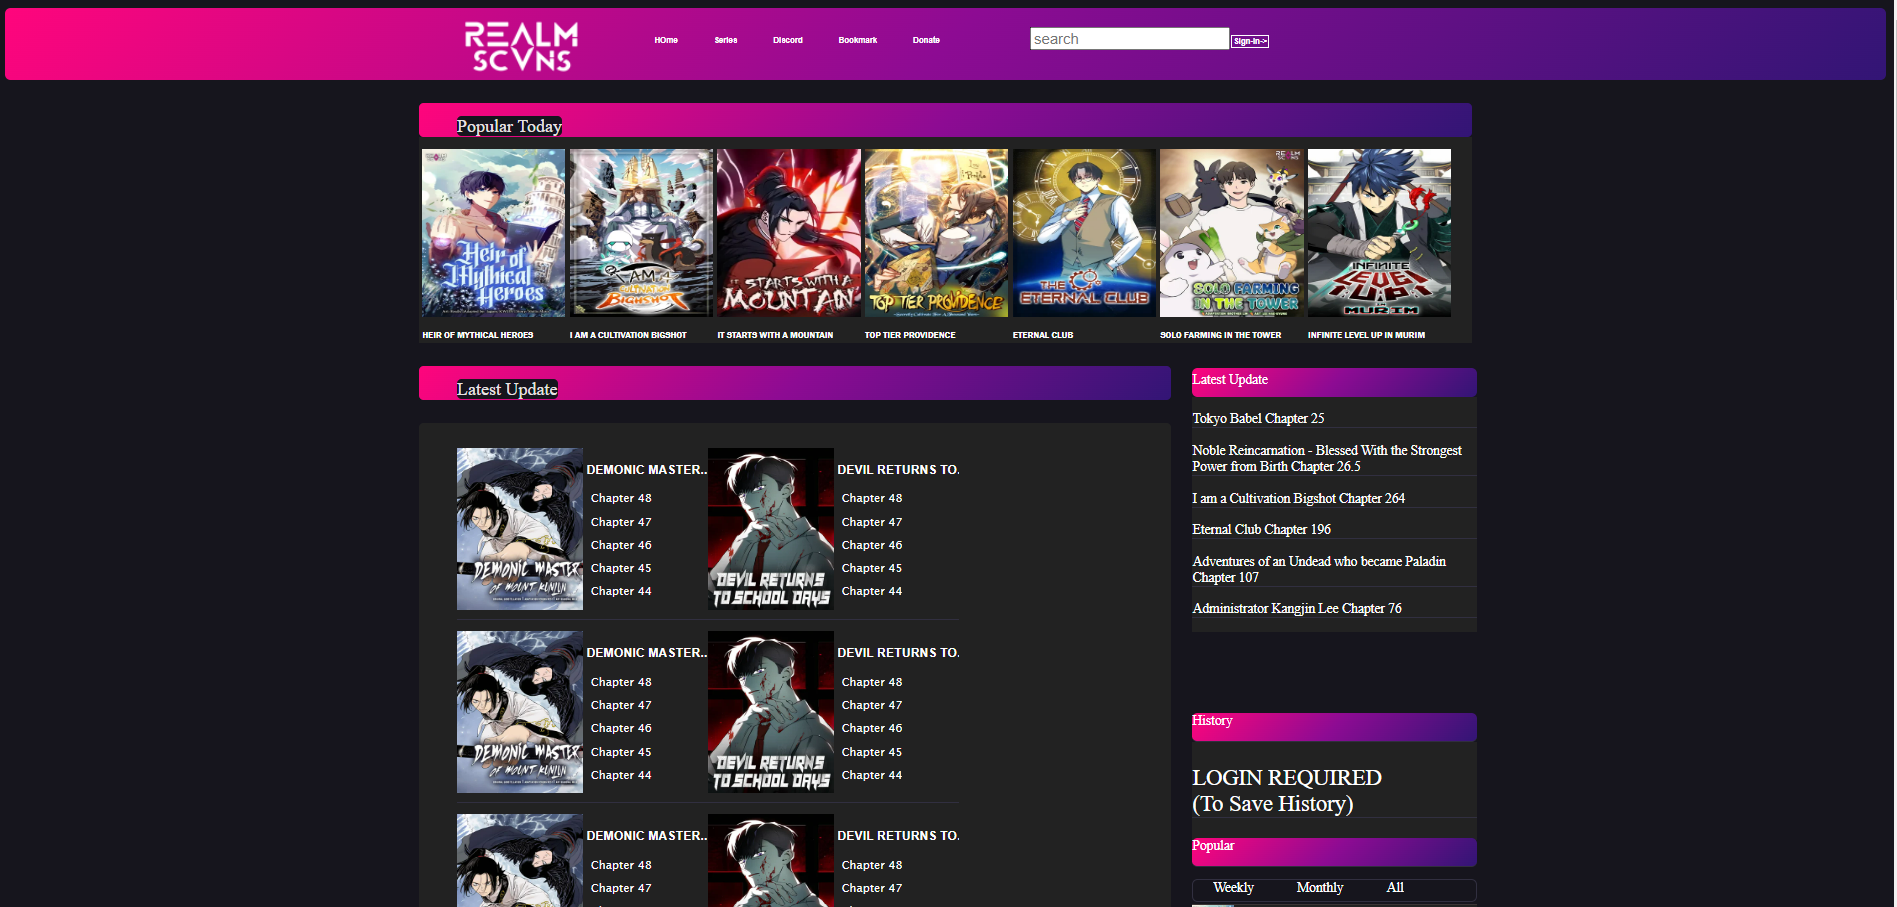 REALM
SCVNS
HOme
Series
Discord
Bookmark
Donate
search
Sign-In->
Popular Today
Heir of
Mythical
Heroes
I AM A
CULTIVATION
BIGSHOT
IT STARTS WITH A
MOUNTAIN
TOP TIER PROVIDENCE
THE
ETERNAL CLUB
REALM
SCVNS
SOLO FARMING
IN THE TOWER
INFINITE
LEVEL UP
MURIM
HEIR OF MYTHICAL HEROES
I AM A CULTIVATION BIGSHOT
IT STARTS WITH A MOUNTAIN
TOP TIER PROVIDENCE
ETERNAL CLUB
SOLO FARMING IN THE TOWER
INFINITE LEVEL UP IN MURIM
Latest Update
DEMONIC MASTER
OF MOUNT KUNLUN
DEMONIC MASTER..
Chapter 48
Chapter 47
Chapter 46
Chapter 45
Chapter 44
DEVIL RETURNS
TO SCHOOL DAYS
DEVIL RETURNS TO.
Chapter 48
Chapter 47
Chapter 46
Chapter 45
Chapter 44
DEMONIC MASTER
OF MOUNT KUNLUN
DEMONIC MASTER..
Chapter 48
Chapter 47
Chapter 46
Chapter 45
Chapter 44
DEVIL RETURNS
TO SCHOOL DAYS
DEVIL RETURNS TO.
Chapter 48
Chapter 47
Chapter 46
Chapter 45
Chapter 44
DEMONIC MASTER..
Chapter 48
Chapter 47
DEVIL RETURNS TO.
Chapter 48
Chapter 47
Latest Update
Tokyo Babel Chapter 25
Noble Reincarnation - Blessed With the Strongest
Power from Birth Chapter 26.5
I am a Cultivation Bigshot Chapter 264
Eternal Club Chapter 196
Adventures of an Undead who became Paladin
Chapter 107
Administrator Kangjin Lee Chapter 76
History
LOGIN REQUIRED
(To Save History)
Popular
Weekly
Monthly
All